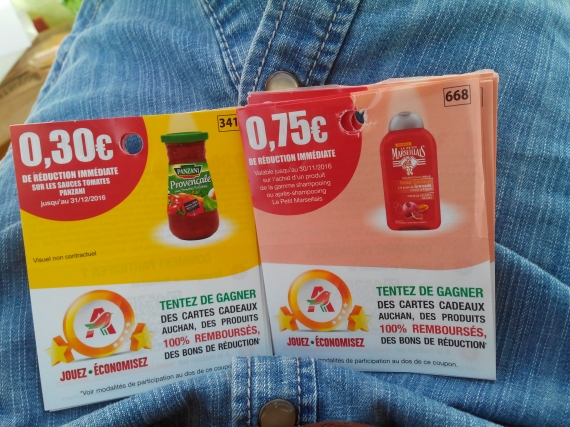 341
0,30€
DE RÉDUCTION IMMÉDIATE
SUR LES SAUCES TOMATES
PANZANI
jusqu'au 31/12/2016
PANZANI
Provençale
Visuel non contractuel
TENTEZ DE GAGNER
DES CARTES CADEAUX
AUCHAN, DES PRODUITS
100% REMBOURSÉS,
DES BONS DE RÉDUCTION*
A
JOUEZ • ÉCONOMISEZ
*Voir modalités de participation au dos de ce coupon.
668
0,75€
DE RÉDUCTION IMMÉDIATE
Valable jusqu'au 30/11/2016
sur l'achat d'un produit
de la gamme shampooing
ou après-shampooing
Le Petit Marseillais.
LE PETIT
MARSEILLAIS
TENTEZ DE GAGNER
DES CARTES CADEAUX
AUCHAN, DES PRODUITS
100% REMBOURSÉS,
DES BONS DE RÉDUCTION*
A
JOUEZ • ÉCONOMISEZ
*Voir modalités de participation au dos de ce coupon.